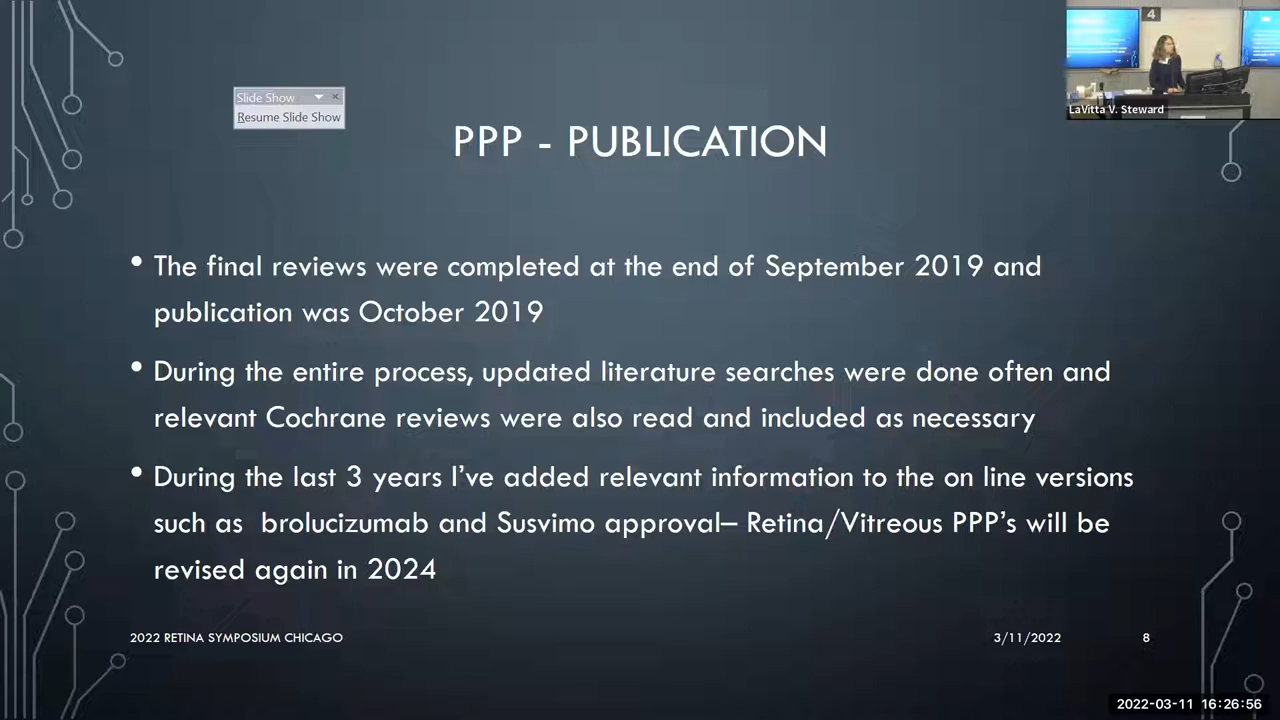 4
LaVitta V. Steward
Slide Show
Resume Slide Show
PPP - PUBLICATION
• The final reviews were completed at the end of September 2019 and
publication was October 2019
• During the entire process, updated literature searches were done often and
relevant Cochrane reviews were also read and included as necessary
• During the last 3 years I’ve added relevant information to the on line versions
such as  brolucizumab and Susvimo approval– Retina/Vitreous PPP’s will be
revised again in 2024
2022 RETINA SYMPOSIUM CHICAGO
3/11/2022
8
2022-03-11 16:26:56